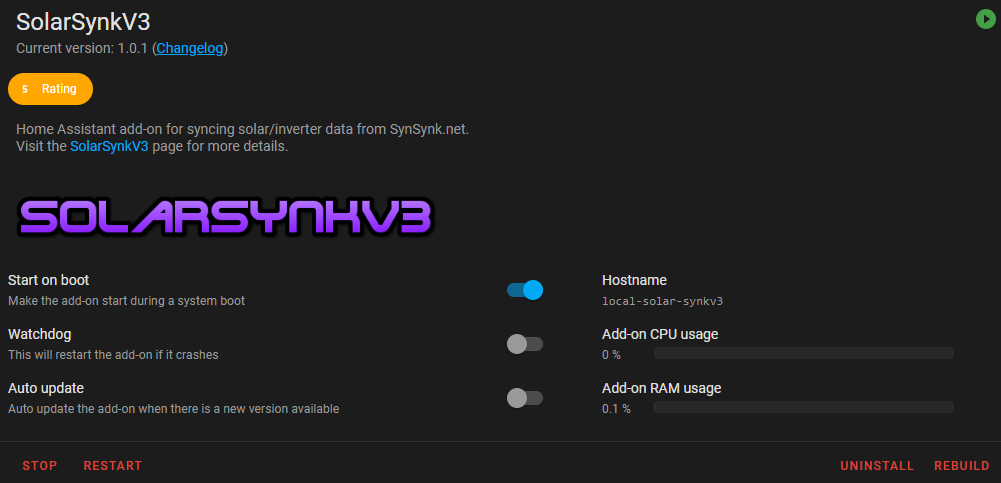 SolarSynkV3
Current version: 1.0.1 (Changelog)
5 Rating
Home Assistant add-on for syncing solar/inverter data from SynSynk.net.
Visit the SolarSynkV3 page for more details.
SOLARSYNKV3
Start on boot
Make the add-on start during a system boot
Hostname
local-solar-synkv3
Watchdog
This will restart the add-on if it crashes
Add-on CPU usage
0 %
Auto update
Auto update the add-on when there is a new version available
Add-on RAM usage
0.1 %
STOP RESTART UNINSTALL REBUILD